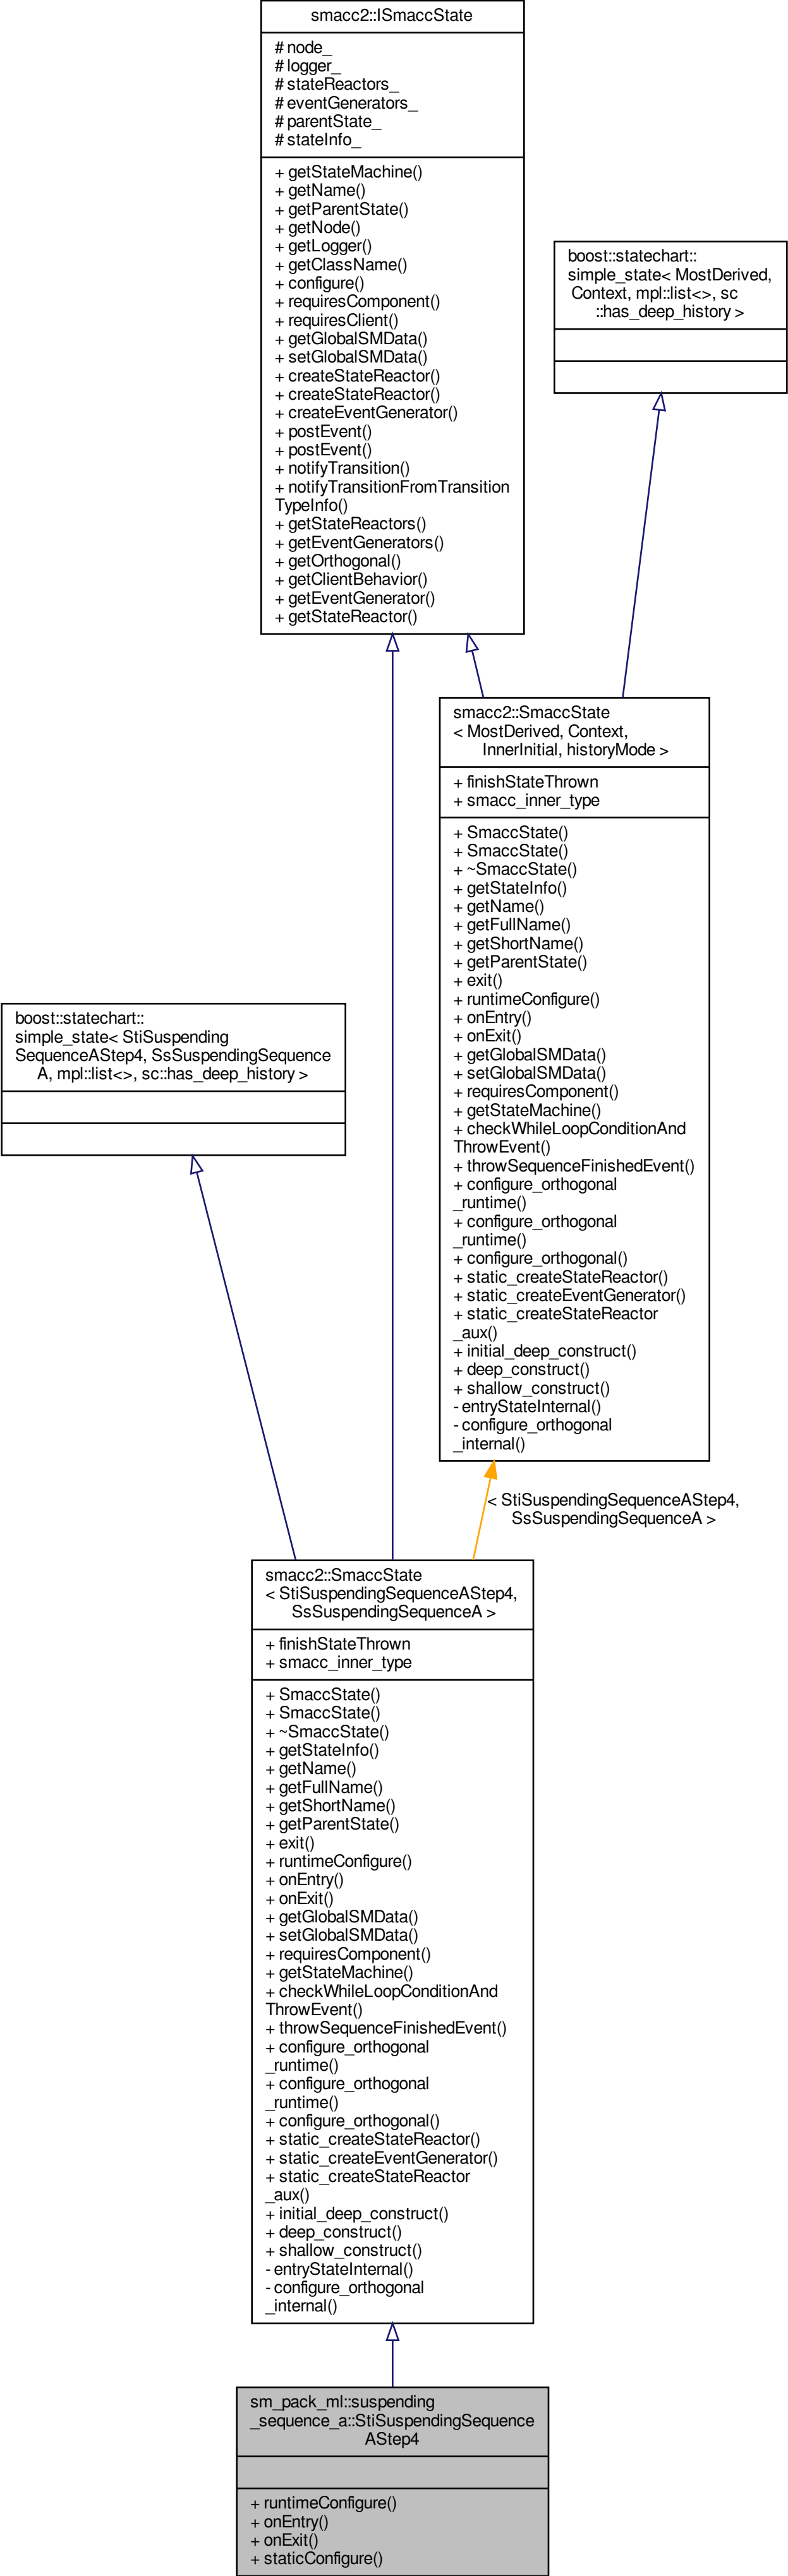 smacc2::ISmaccState
# node_
# logger_
# stateReactors_
# eventGenerators_
# parentState_
# stateInfo_
+ getStateMachine()
+ getName()
+ getParentState()
+ getNode()
+ getLogger()
+ getClassName()
+ configure()
+ requiresComponent()
+ requiresClient()
+ getGlobalSMData()
+ setGlobalSMData()
+ createStateReactor()
+ createStateReactor()
+ createEventGenerator()
+ postEvent()
+ postEvent()
+ notifyTransition()
+ notifyTransitionFromTransition
TypeInfo()
+ getStateReactors()
+ getEventGenerators()
+ getOrthogonal()
+ getClientBehavior()
+ getEventGenerator()
+ getStateReactor()
boost::statechart::
simple_state< MostDerived,
Context, mpl::list<>, sc
::has_deep_history >
smacc2::SmaccState
< MostDerived, Context,
InnerInitial, historyMode >
+ finishStateThrown
+ smacc_inner_type
+ SmaccState()
+ SmaccState()
+ ~SmaccState()
+ getStateInfo()
+ getName()
+ getFullName()
+ getShortName()
+ getParentState()
+ exit()
+ runtimeConfigure()
+ onEntry()
+ onExit()
+ getGlobalSMData()
+ setGlobalSMData()
+ requiresComponent()
+ getStateMachine()
+ checkWhileLoopConditionAnd
ThrowEvent()
+ throwSequenceFinishedEvent()
+ configure_orthogonal
_runtime()
+ configure_orthogonal
_runtime()
+ configure_orthogonal()
+ static_createStateReactor()
+ static_createEventGenerator()
+ static_createStateReactor
_aux()
+ initial_deep_construct()
+ deep_construct()
+ shallow_construct()
- entryStateInternal()
- configure_orthogonal
_internal()
boost::statechart::
simple_state< StiSuspending
SequenceAStep4, SsSuspendingSequence
A, mpl::list<>, sc::has_deep_history >
< StiSuspendingSequenceAStep4,
SsSuspendingSequenceA >
smacc2::SmaccState
< StiSuspendingSequenceAStep4,
SsSuspendingSequenceA >
+ finishStateThrown
+ smacc_inner_type
+ SmaccState()
+ SmaccState()
+ ~SmaccState()
+ getStateInfo()
+ getName()
+ getFullName()
+ getShortName()
+ getParentState()
+ exit()
+ runtimeConfigure()
+ onEntry()
+ onExit()
+ getGlobalSMData()
+ setGlobalSMData()
+ requiresComponent()
+ getStateMachine()
+ checkWhileLoopConditionAnd
ThrowEvent()
+ throwSequenceFinishedEvent()
+ configure_orthogonal
_runtime()
+ configure_orthogonal
_runtime()
+ configure_orthogonal()
+ static_createStateReactor()
+ static_createEventGenerator()
+ static_createStateReactor
_aux()
+ initial_deep_construct()
+ deep_construct()
+ shallow_construct()
- entryStateInternal()
- configure_orthogonal
_internal()
sm_pack_ml::suspending
_sequence_a::StiSuspendingSequence
AStep4
+ runtimeConfigure()
+ onEntry()
+ onExit()
+ staticConfigure()